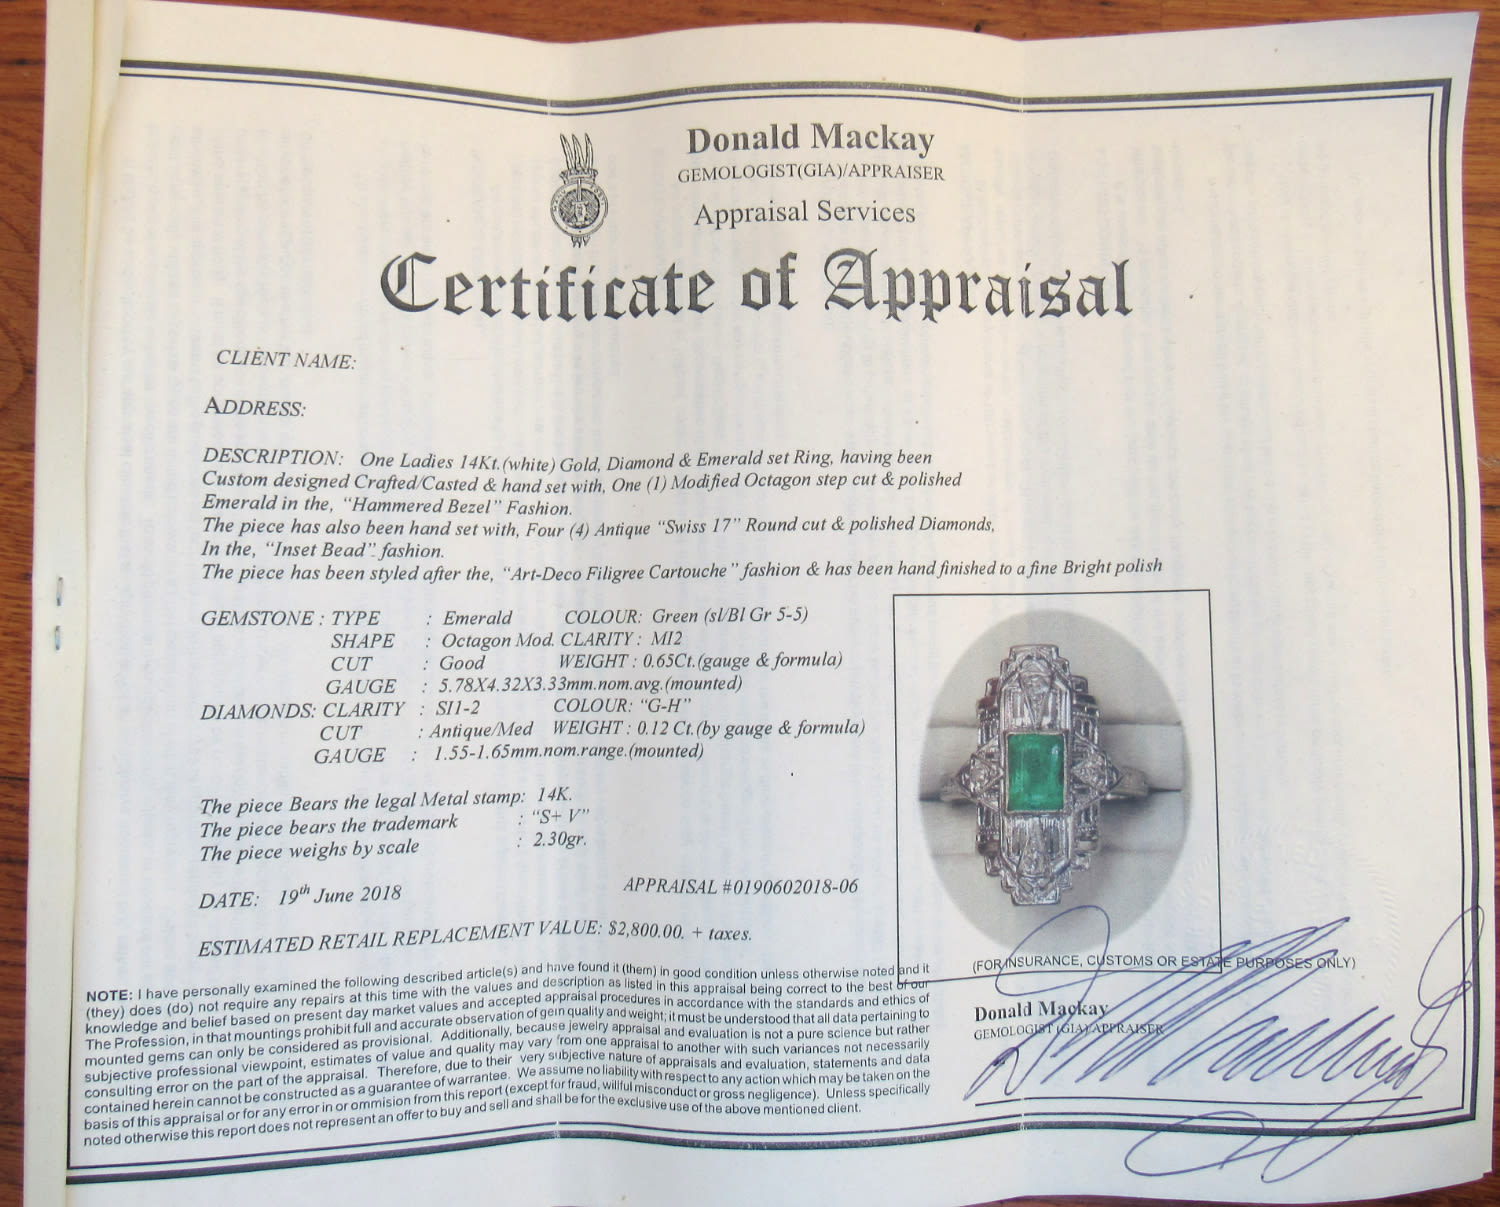 Donald Mackay
GEMOLOGIST(GIA)/APPRAISER
Appraisal Services
Certificate of Appraisal
CLIENT NAME:
ADDRESS:
DESCRIPTION: One Ladies 14Kt.(white) Gold, Diamond & Emerald set Ring, having been
Custom designed Crafted/Casted & hand set with, One (1) Modified Octagon step cut & polished
Emerald in the, "Hammered Bezel" Fashion.
The piece has also been hand set with, Four (4) Antique "Swiss 17" Round cut & polished Diamonds,
In the, "Inset Bead" fashion.
The piece has been styled after the, "Art-Deco Filigree Cartouche" fashion & has been hand finished to a fine Bright polish
GEMSTONE : TYPE : Emerald COLOUR: Green (sl/Bl Gr 5-5)
SHAPE : Octagon Mod. CLARITY : MI2
CUT : Good WEIGHT : 0.65Ct.(gauge & formula)
GAUGE : 5.78X4.32X3.33mm.nom.avg.(mounted)
DIAMONDS: CLARITY : SI1-2 COLOUR: "G-H"
CUT : Antique/Med WEIGHT : 0.12 Ct.(by gauge & formula)
GAUGE : 1.55-1.65mm.nom.range.(mounted)
The piece Bears the legal Metal stamp: 14K.
The piece bears the trademark : "S+ V"
The piece weighs by scale : 2.30gr.
DATE: 19th June 2018 APPRAISAL #0190602018-06
ESTIMATED RETAIL REPLACEMENT VALUE: $2,800.00. + taxes.
NOTE: I have personally examined the following described article(s) and have found it (them) in good condition unless otherwise noted and it
(they) does (do) not require any repairs at this time with the values and description as listed in this appraisal being correct to the best of our
knowledge and belief based on present day market values and accepted appraisal procedures in accordance with the standards and ethics of
The Profession, in that mountings prohibit full and accurate observation of gem quality and weight; it must be understood that all data pertaining to
mounted gems can only be considered as provisional. Additionally, because jewelry appraisal and evaluation is not a pure science but rather
subjective professional viewpoint, estimates of value and quality may vary from one appraisal to another with such variances not necessarily
consulting error on the part of the appraisal. Therefore, due to their very subjective nature of appraisals and evaluation, statements and data
contained herein cannot be constructed as a guarantee of warrantee. We assume no liability with respect to any action which may be taken on the
basis of this appraisal or for any error in or ommision from this report (except for fraud, willful misconduct or gross negligence). Unless specifically
noted otherwise this report does not represent an offer to buy and sell and shall be for the exclusive use of the above mentioned client.
(FOR INSURANCE, CUSTOMS OR ESTATE PURPOSES ONLY)
Donald Mackay
GEMOLOGIST (GIA)/APPRAISER